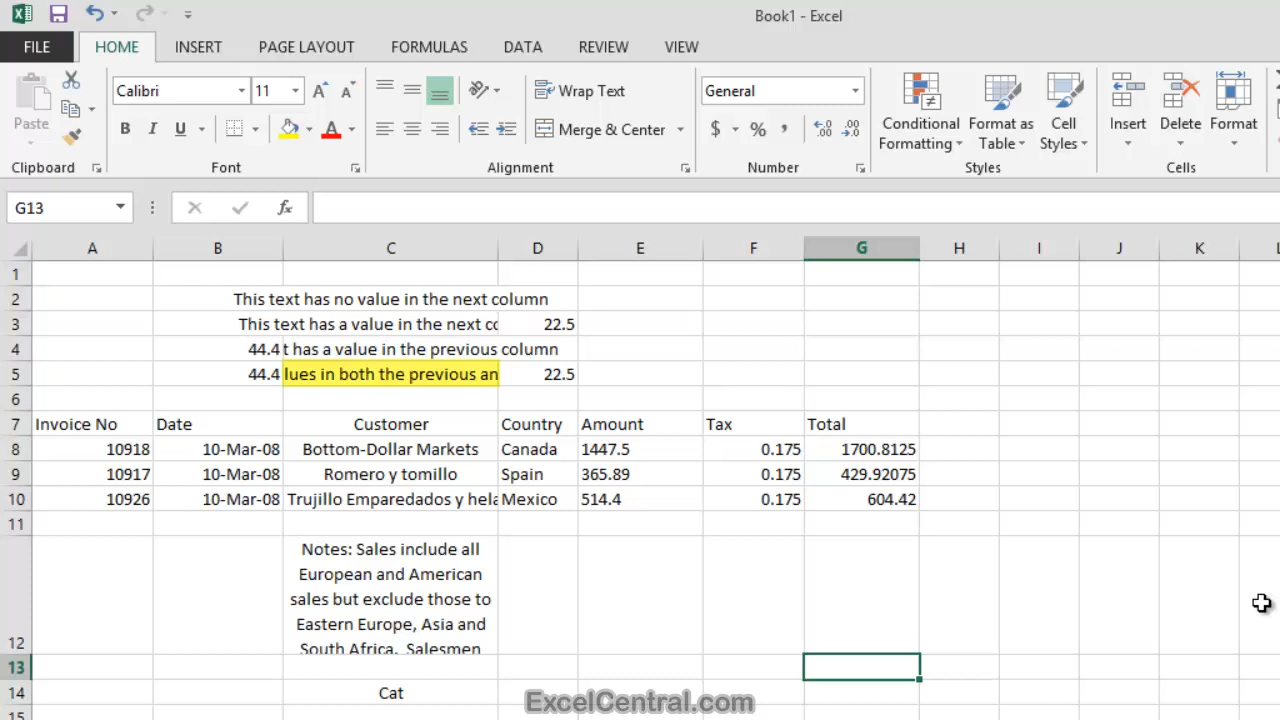 Book1 - Excel
FILE HOME INSERT PAGE LAYOUT FORMULAS DATA REVIEW VIEW
Paste
Calibri 11 A A
Wrap Text
General
B I U A
Merge & Center
$ % ,
Conditional Formatting
Format as Table
Cell Styles
Insert Delete Format
Clipboard Font Alignment Number Styles Cells
G13 fx
A B C D E F G H I J K L
1
2 This text has no value in the next column
3 This text has a value in the next co 22.5
4 44.4 t has a value in the previous column
5 44.4 lues in both the previous an 22.5
6
7 Invoice No Date Customer Country Amount Tax Total
8 10918 10-Mar-08 Bottom-Dollar Markets Canada 1447.5 0.175 1700.8125
9 10917 10-Mar-08 Romero y tomillo Spain 365.89 0.175 429.92075
10 10926 10-Mar-08 Trujillo Emparedados y hela Mexico 514.4 0.175 604.42
11
Notes: Sales include all
European and American
sales but exclude those to
Eastern Europe, Asia and
12 South Africa. Salesmen
13
14 Cat
15
ExcelCentral.com